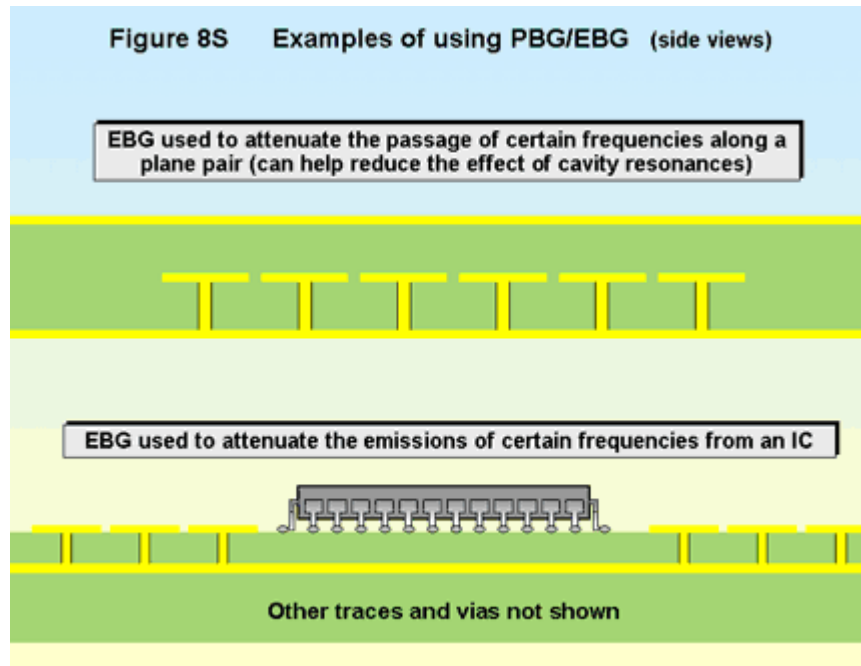 Figure 8S Examples of using PBG/EBG (side views)
EBG used to attenuate the passage of certain frequencies along a
plane pair (can help reduce the effect of cavity resonances)
EBG used to attenuate the emissions of certain frequencies from an IC
Other traces and vias not shown